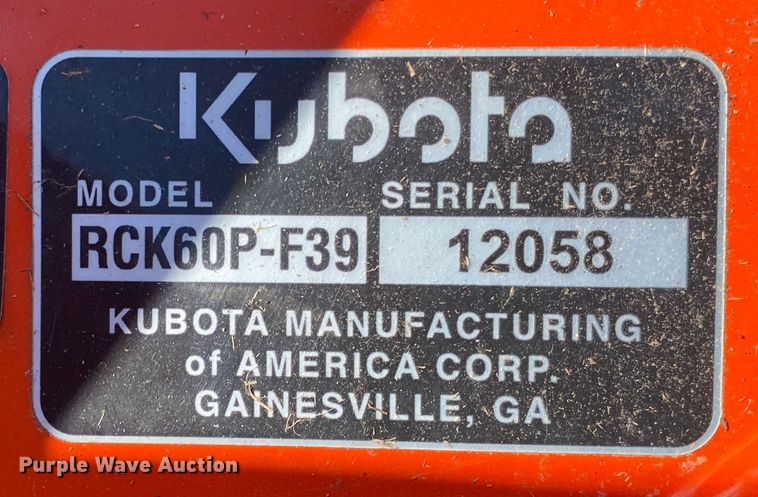 Kubota
MODEL SERIAL NO.
RCK60P-F39 12058
KUBOTA MANUFACTURING
of AMERICA CORP.
GAINESVILLE, GA
Purple Wave Auction